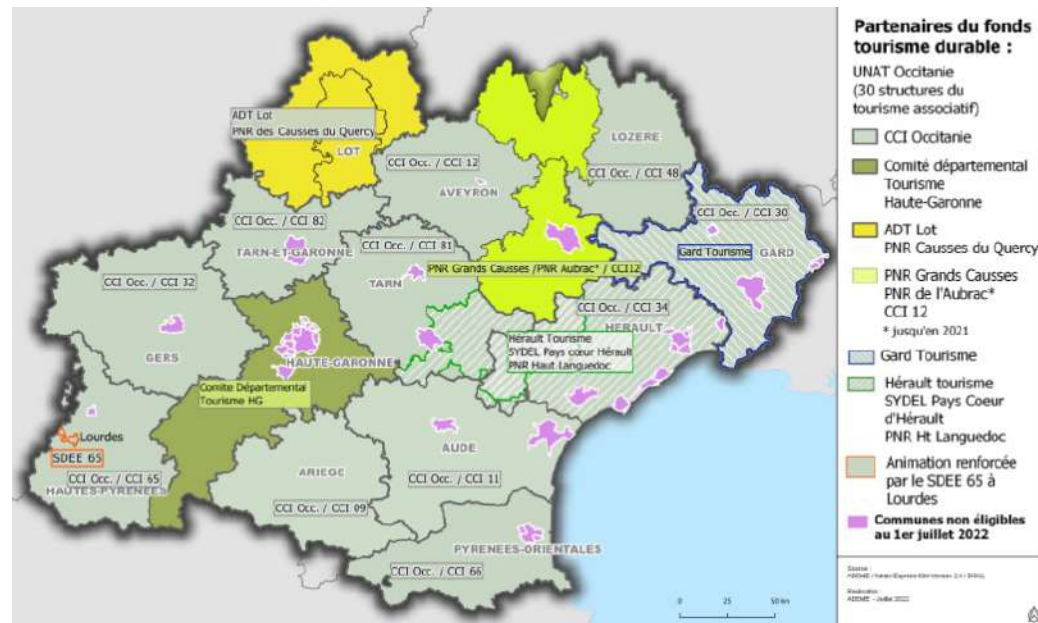 ADT Lot
PNR des Causses du Quercy
LOT
LOZERE
CCI Occ. / CCI 12
AVEYRON
CCI Occ. / CCI 48
CCI Occ. / CCI 82
TARN-ET-GARONNE
CCI Occ. / CCI 81
TARN
CCI Occ. / CCI 30
GARD
Gard Tourisme
PNR Grands Causses /PNR Aubrac* / CCI12
CCI Occ. / CCI 32
GERS
CCI Occ. / CCI 34
HERAULT
HAUTE-GARONNE
Hérault Tourisme
SYDEL Pays cœur Hérault
PNR Haut Languedoc
Comité Départemental
Tourisme HG
Lourdes
SDEE 65
CCI Occ. / CCI 65
HAUTES-PYRENEES
AUDE
ARIEGE
CCI Occ. / CCI 11
CCI Occ. / CCI 09
PYRENEES-ORIENTALES
CCI Occ. / CCI 66
0 25 50 km
Partenaires du fonds
tourisme durable :
UNAT Occitanie
(30 structures du
tourisme associatif)
CCI Occitanie
Comité départemental
Tourisme
Haute-Garonne
ADT Lot
PNR Causses du Quercy
PNR Grands Causses
PNR de l'Aubrac*
CCI 12
* jusqu'en 2021
Gard Tourisme
Hérault tourisme
SYDEL Pays Coeur
d'Hérault
PNR Ht Languedoc
Animation renforcée
par le SDEE 65 à
Lourdes
Communes non éligibles
au 1er juillet 2022
Source :
ADEME - Juillet 2022